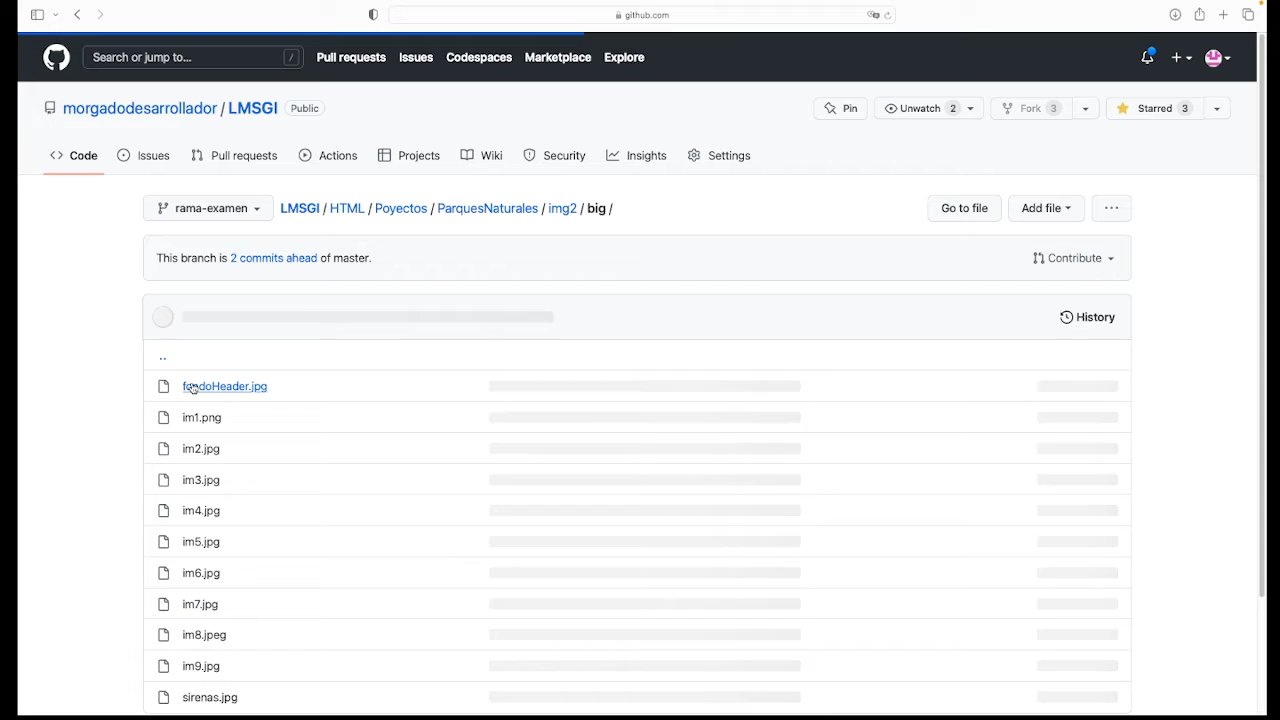 github.com
Search or jump to... / Pull requests Issues Codespaces Marketplace Explore
morgadodesarrollador / LMSGI Public Pin Unwatch 2 Fork 3 Starred 3
Code Issues Pull requests Actions Projects Wiki Security Insights Settings
rama-examen LMSGI / HTML / Poyectos / ParquesNaturales / img2 / big / Go to file Add file ...
This branch is 2 commits ahead of master. Contribute
History
..
fondoHeader.jpg
im1.png
im2.jpg
im3.jpg
im4.jpg
im5.jpg
im6.jpg
im7.jpg
im8.jpeg
im9.jpg
sirenas.jpg